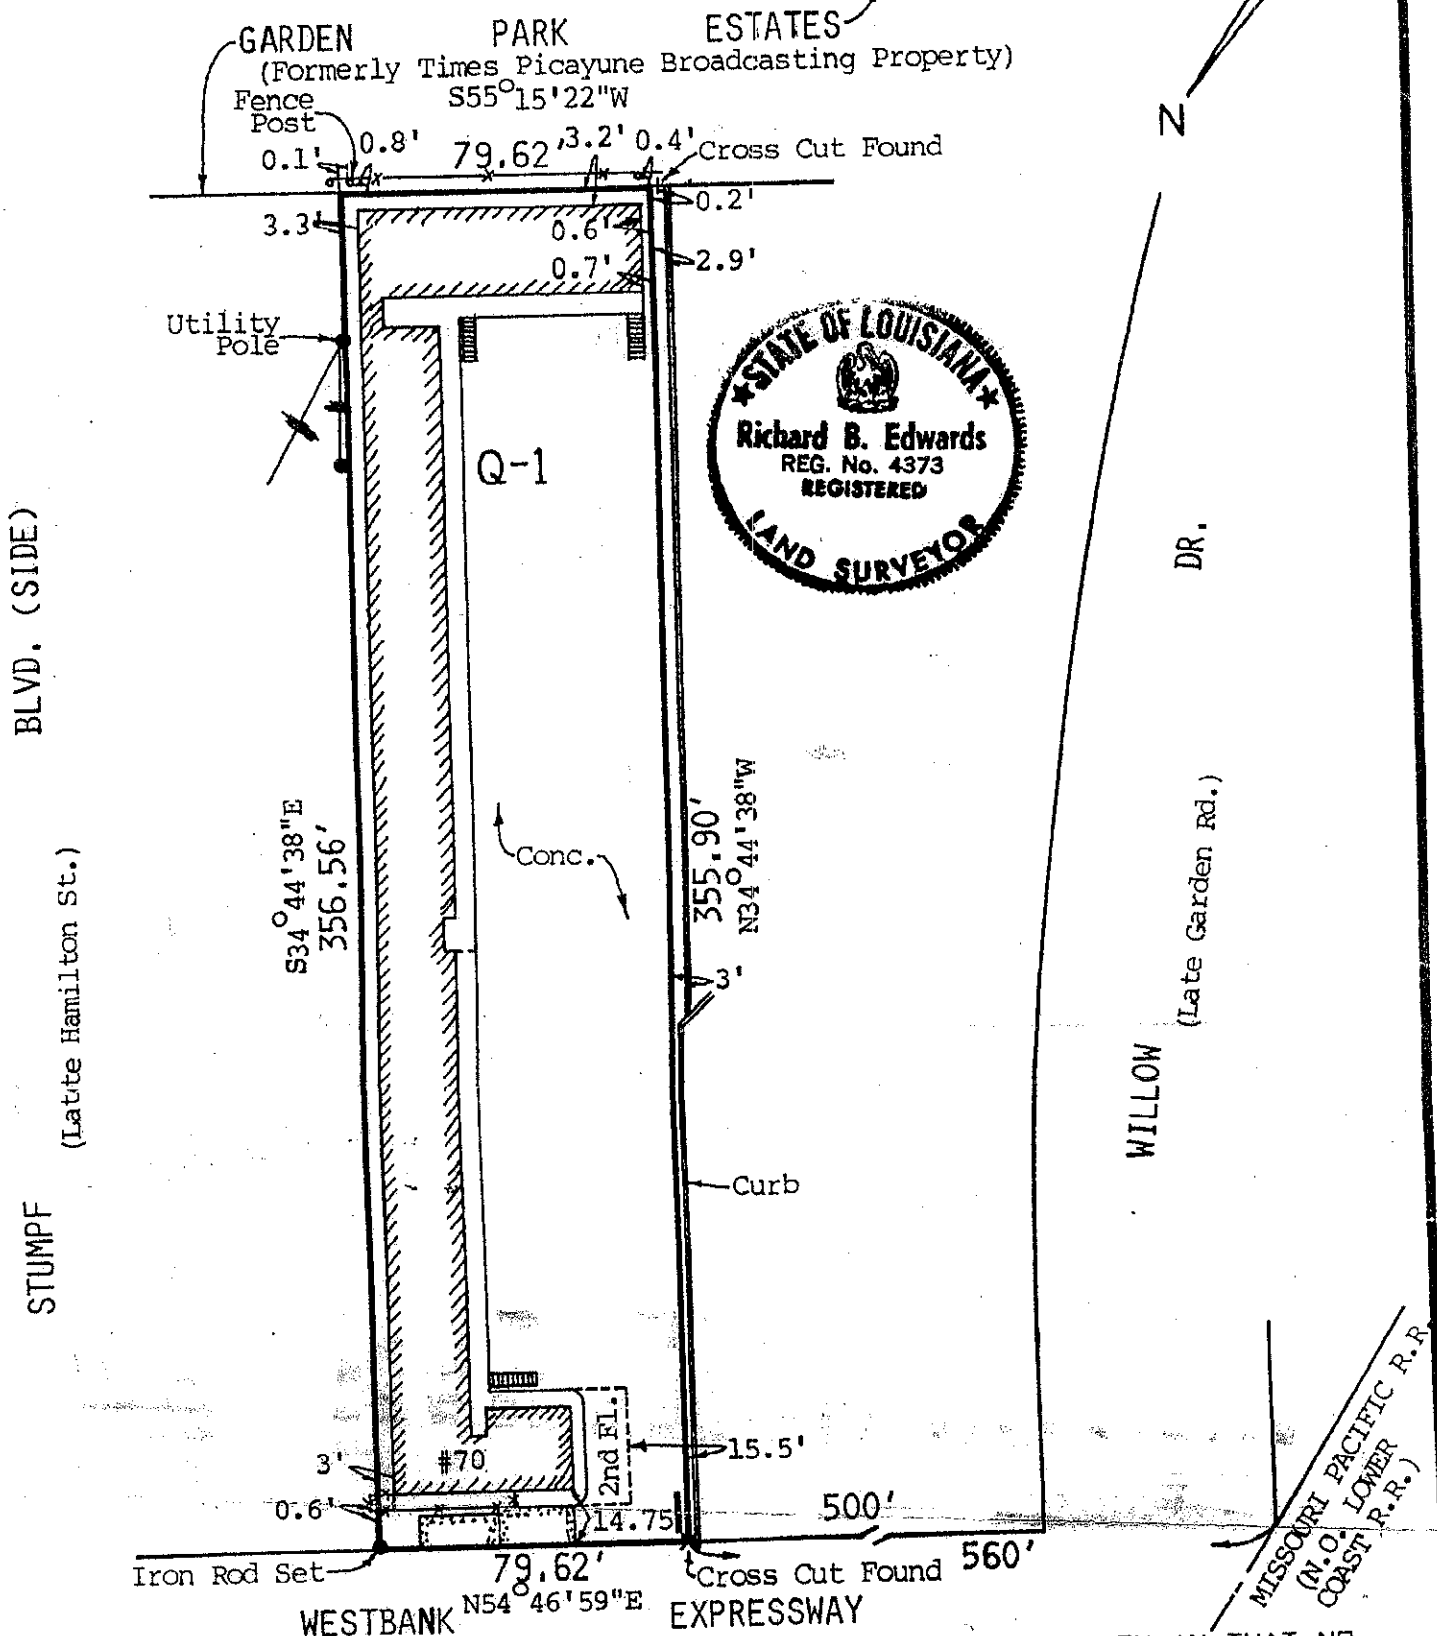 GARDEN PARK ESTATES
(Formerly Times Picayune Broadcasting Property)
S55°15'22"W
Fence
Post
0.1'
0.8'
79.62'
3.2'
0.4'
Cross Cut Found
0.2'
3.3'
0.6'
2.9'
0.7'
N
Utility
Pole
STATE OF LOUISIANA
Richard B. Edwards
REG. No. 4373
REGISTERED
LAND SURVEYOR
Q-1
STUMPF BLVD. (SIDE)
(Late Hamilton St.)
S34°44'38"E
356.56'
Conc.
355.90'
N34°44'38"W
3'
WILLOW DR.
(Late Garden Rd.)
Curb
2nd Fl.
15.5'
3'
#70
0.6'
14.75
500'
560'
Iron Rod Set
79.62'
N54°46'59"E
Cross Cut Found
WESTBANK EXPRESSWAY
MISSOURI PACIFIC R.R.
(N.O. LOWER
COAST R.R.)
THAT NO